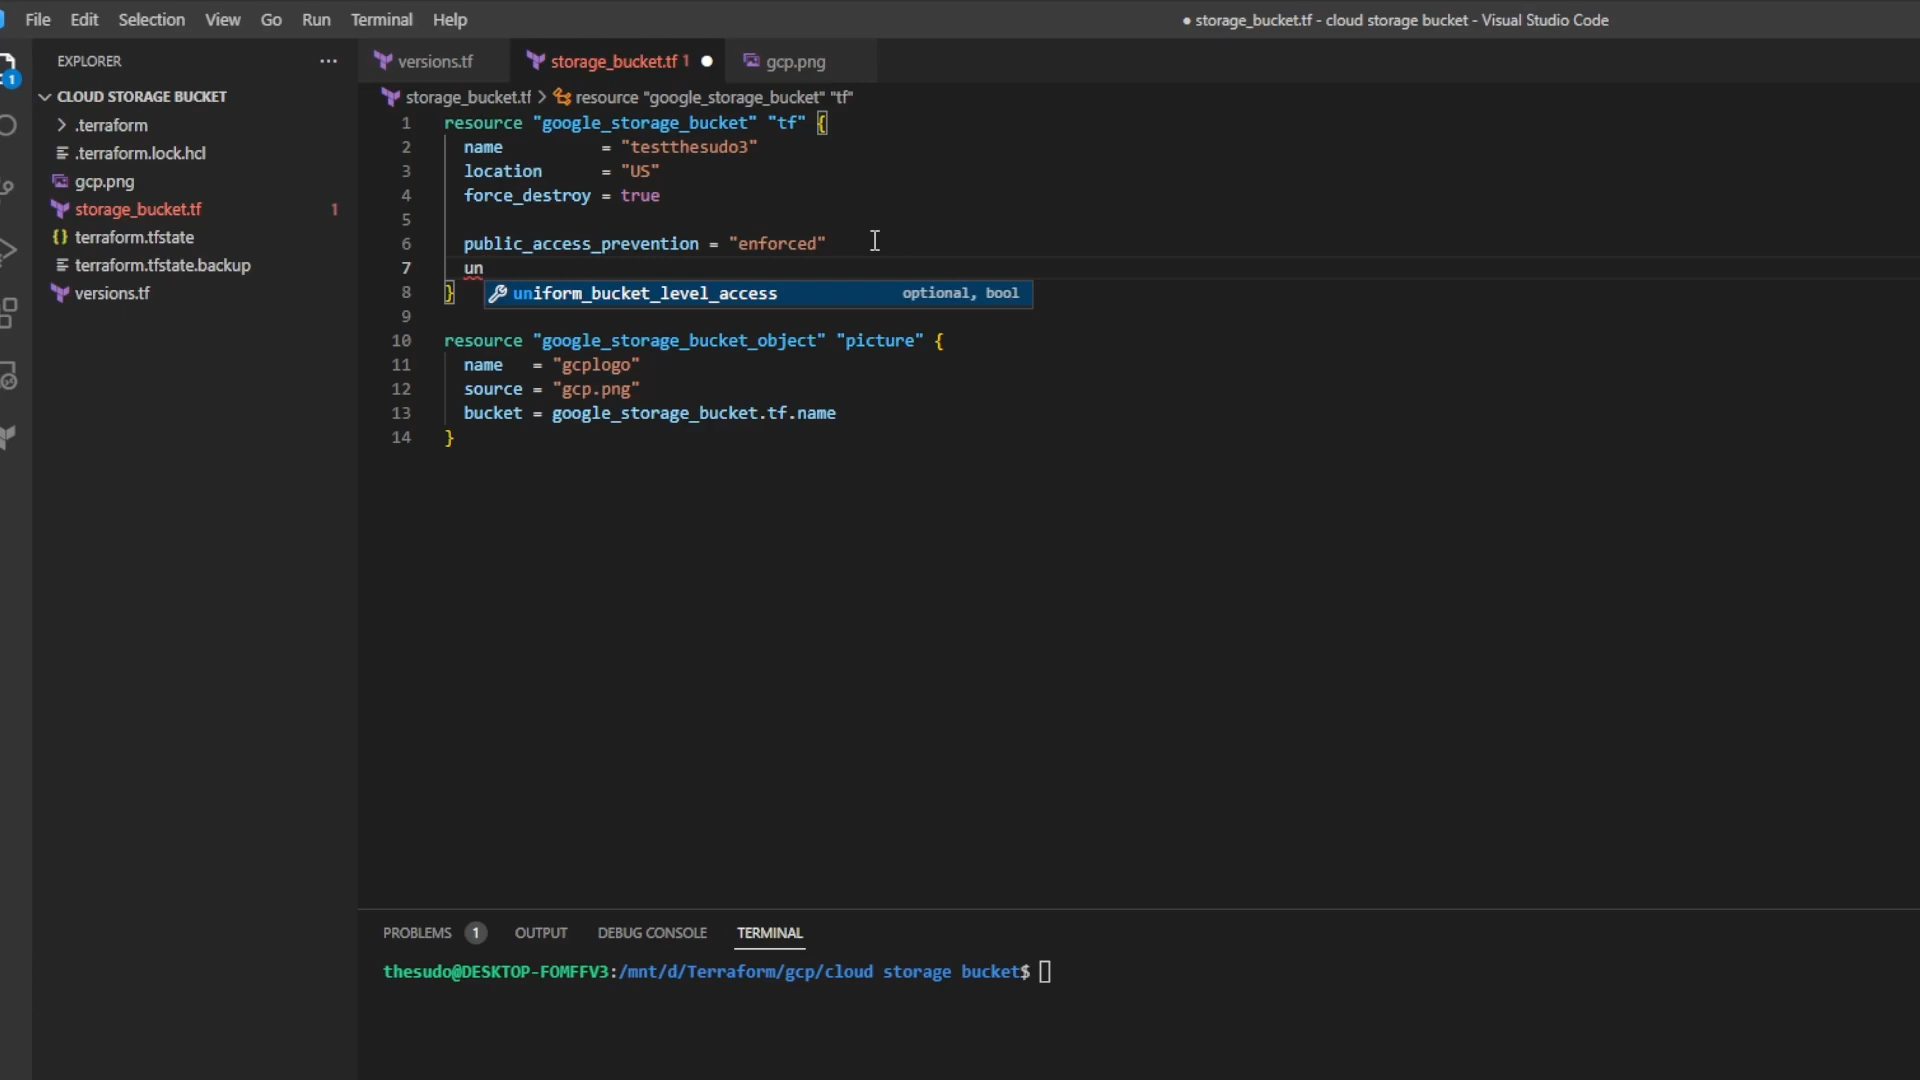 File Edit Selection View Go Run Terminal Help
● storage_bucket.tf - cloud storage bucket - Visual Studio Code
1
EXPLORER ···
CLOUD STORAGE BUCKET
.terraform
.terraform.lock.hcl
gcp.png
storage_bucket.tf 1
terraform.tfstate
terraform.tfstate.backup
versions.tf
versions.tf storage_bucket.tf 1 ● gcp.png
storage_bucket.tf > resource "google_storage_bucket" "tf"
1 resource "google_storage_bucket" "tf" {
2   name          = "testthesudo3"
3   location      = "US"
4   force_destroy = true
5
6   public_access_prevention = "enforced"
7   un
uniform_bucket_level_access optional, bool
8 }
9
10 resource "google_storage_bucket_object" "picture" {
11   name   = "gcplogo"
12   source = "gcp.png"
13   bucket = google_storage_bucket.tf.name
14 }
PROBLEMS 1 OUTPUT DEBUG CONSOLE TERMINAL
thesudo@DESKTOP-FOMFFV3:/mnt/d/Terraform/gcp/cloud storage bucket$